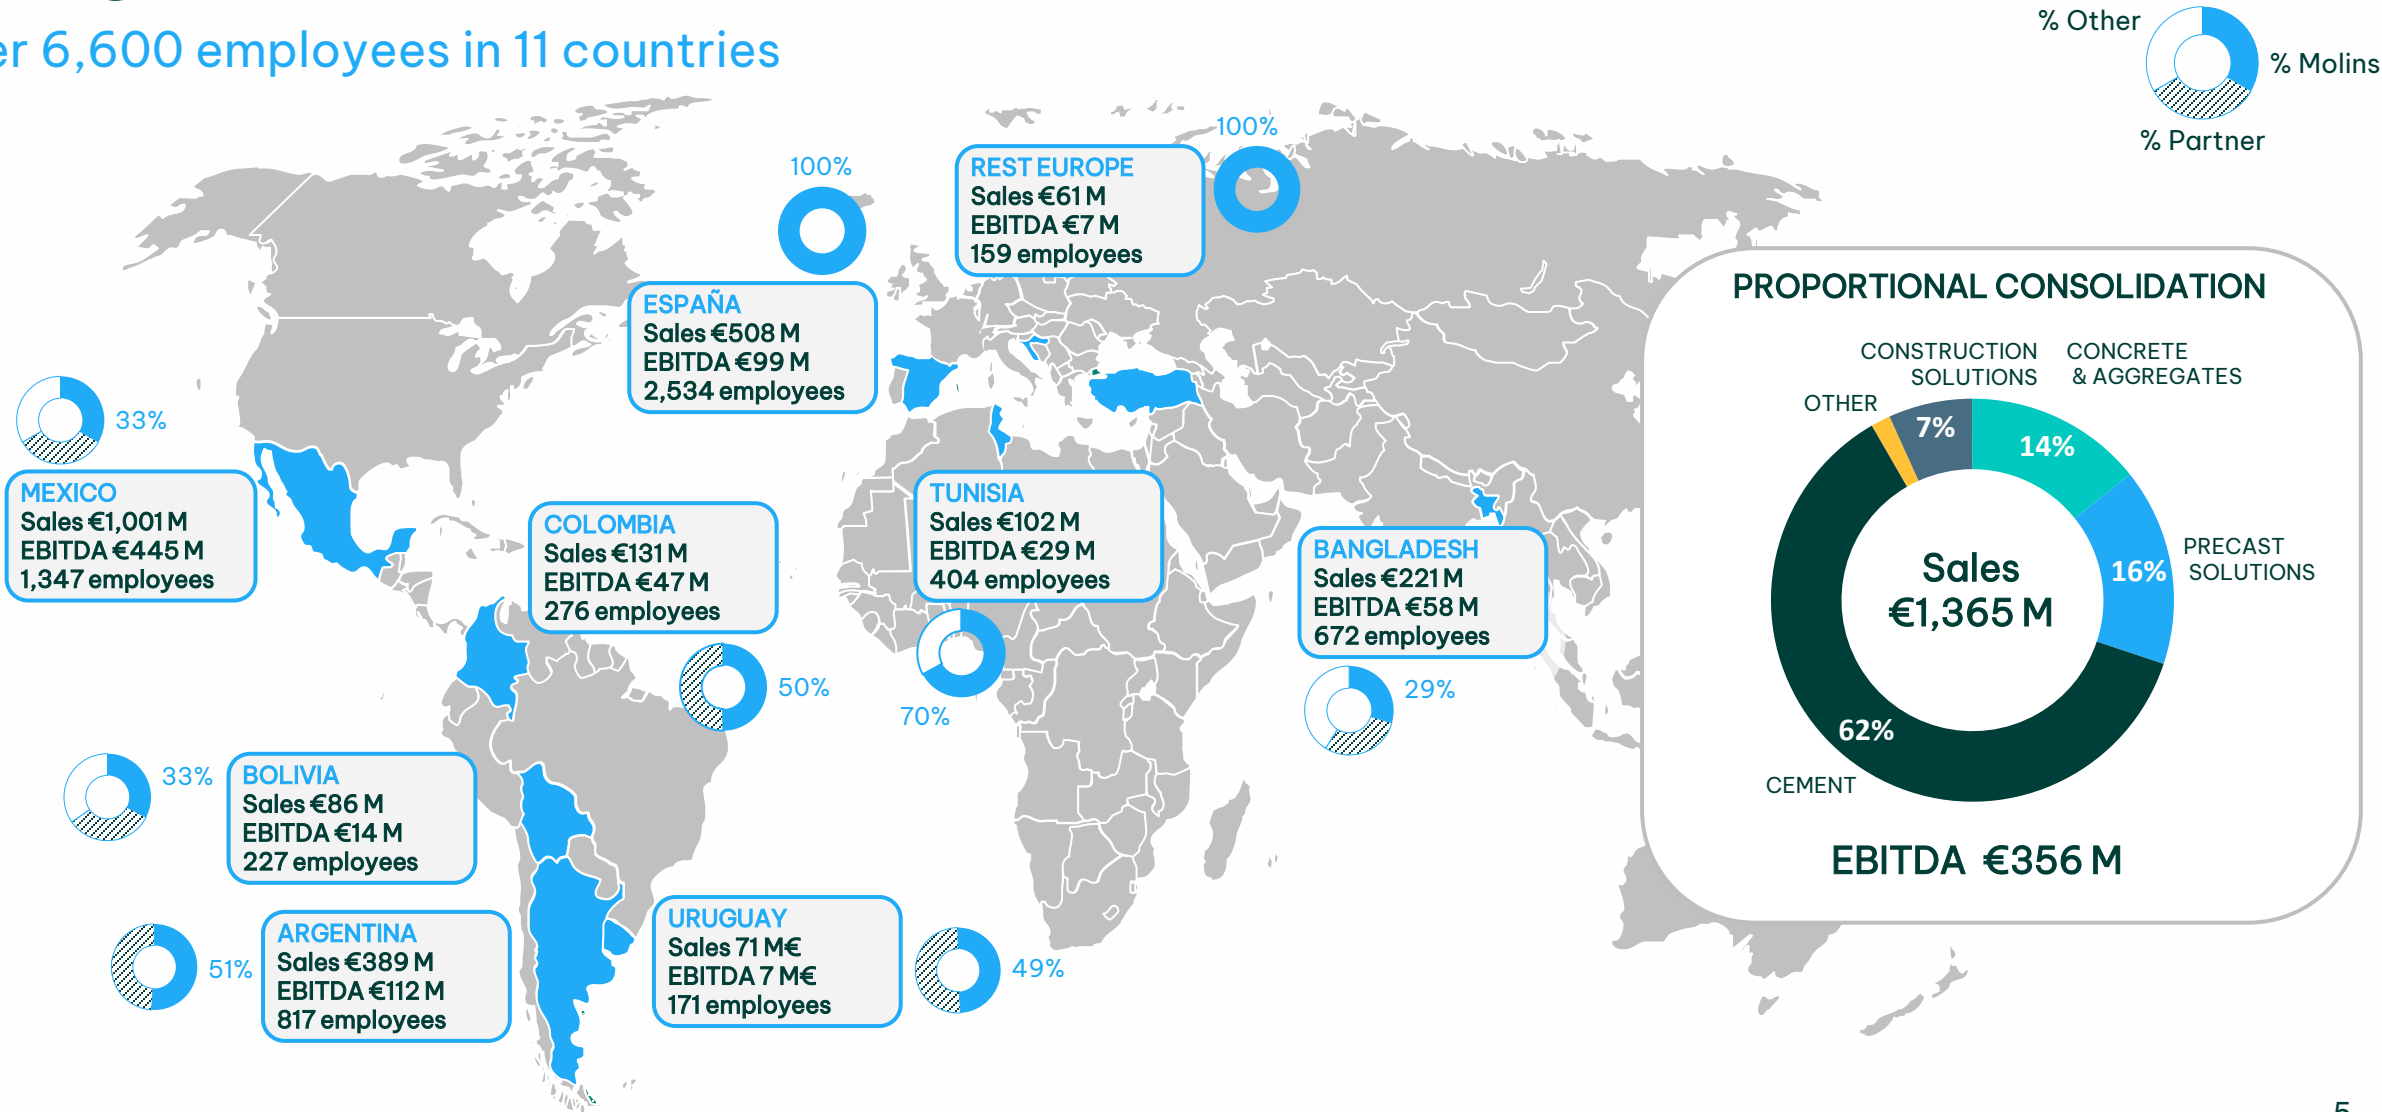 er 6,600 employees in 11 countries
% Other
% Molins
% Partner
100%
REST EUROPE
Sales €61 M
EBITDA €7 M
159 employees
100%
ESPAÑA
Sales €508 M
EBITDA €99 M
2,534 employees
33%
MEXICO
Sales €1,001 M
EBITDA €445 M
1,347 employees
COLOMBIA
Sales €131 M
EBITDA €47 M
276 employees
50%
TUNISIA
Sales €102 M
EBITDA €29 M
404 employees
70%
BANGLADESH
Sales €221 M
EBITDA €58 M
672 employees
29%
33%
BOLIVIA
Sales €86 M
EBITDA €14 M
227 employees
51%
ARGENTINA
Sales €389 M
EBITDA €112 M
817 employees
URUGUAY
Sales 71 M€
EBITDA 7 M€
171 employees
49%
PROPORTIONAL CONSOLIDATION
CONSTRUCTION
SOLUTIONS
CONCRETE
& AGGREGATES
OTHER
7%
14%
PRECAST
SOLUTIONS
16%
Sales
€1,365 M
62%
CEMENT
EBITDA €356 M
5